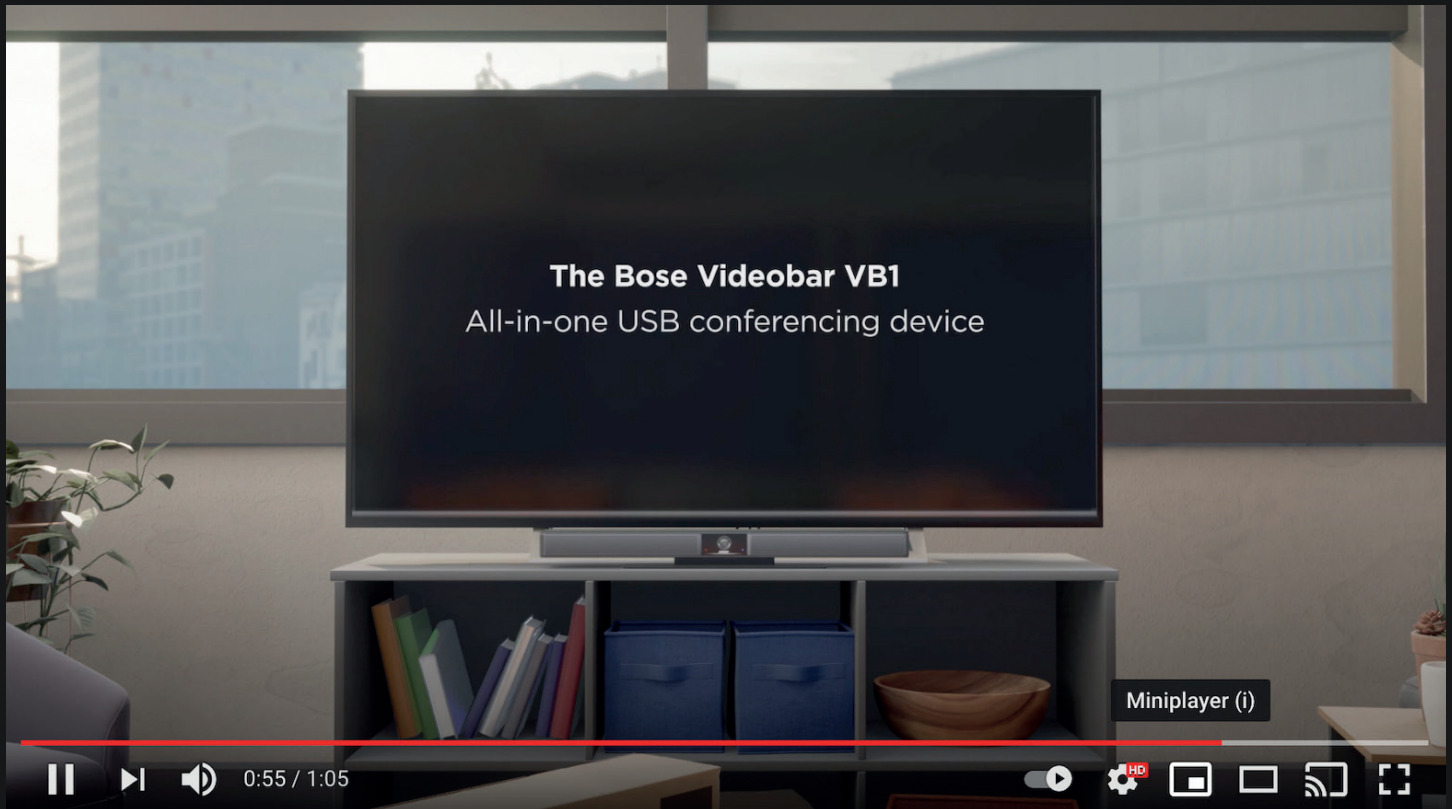 The Bose Videobar VB1
All-in-one USB conferencing device
Miniplayer (i)
0:55 / 1:05
HD